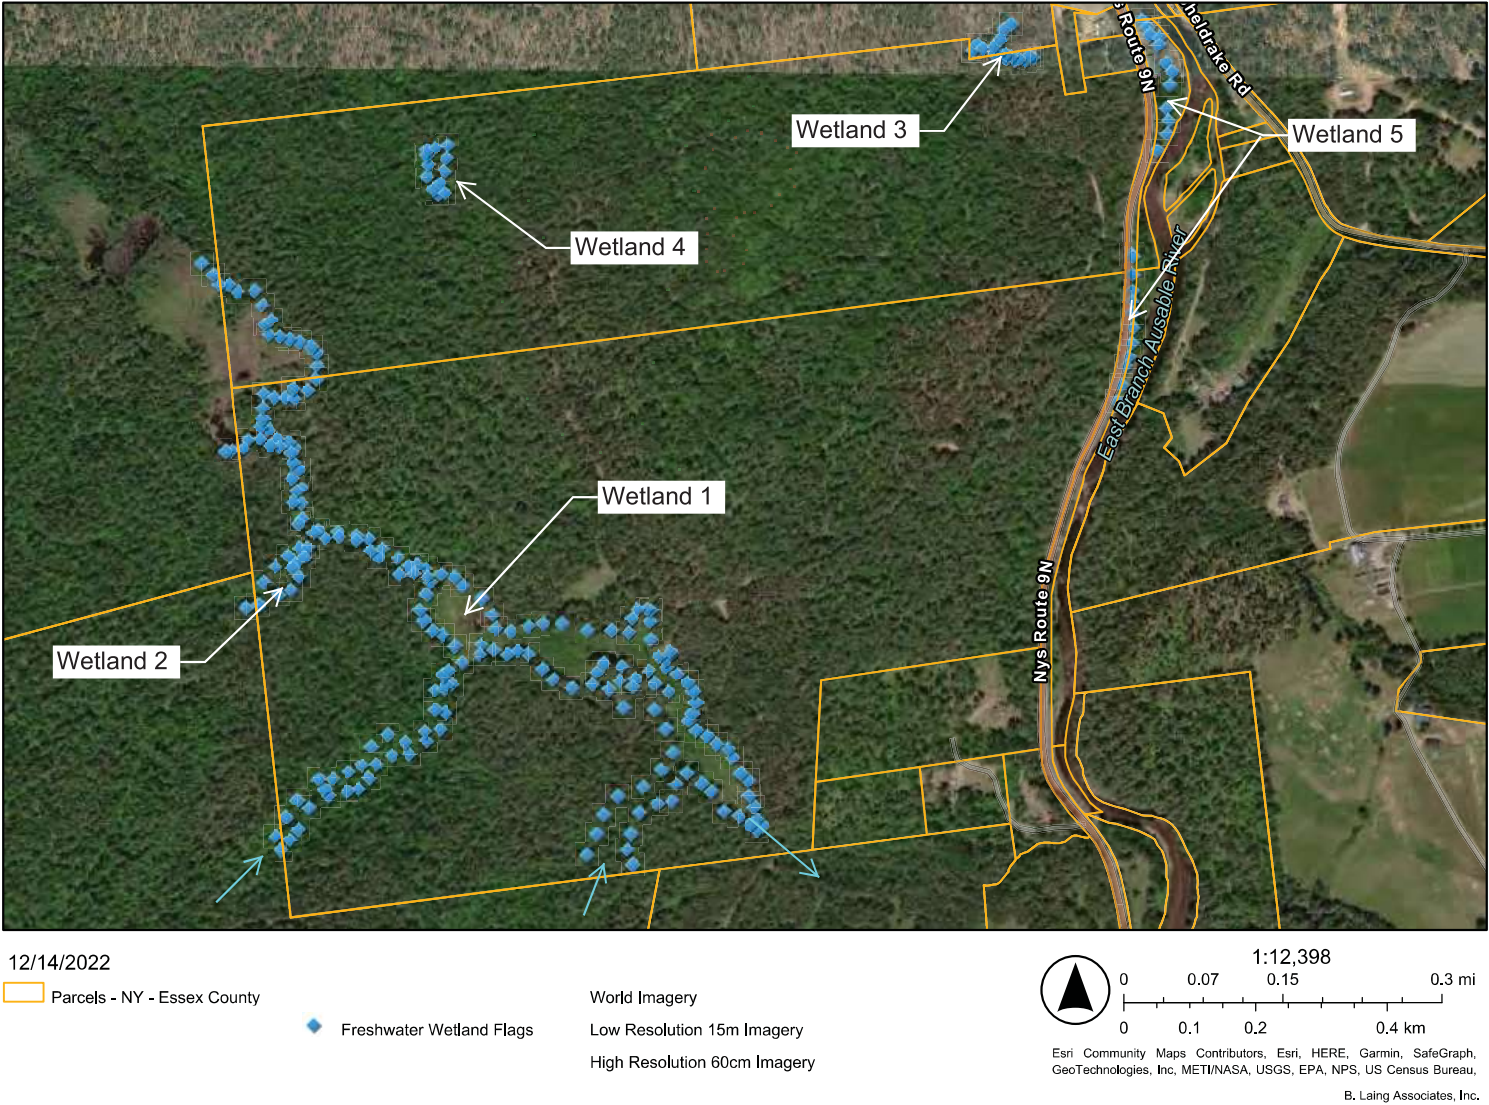 s Route 9N
heldrake Rd
Wetland 3
Wetland 5
Wetland 4
East Branch Ausable River
Wetland 1
Nys Route 9N
Wetland 2
12/14/2022
Parcels - NY - Essex County
Freshwater Wetland Flags
World Imagery
Low Resolution 15m Imagery
High Resolution 60cm Imagery
1:12,398
0 0.07 0.15 0.3 mi
0 0.1 0.2 0.4 km
Esri Community Maps Contributors, Esri, HERE, Garmin, SafeGraph,
GeoTechnologies, Inc, METI/NASA, USGS, EPA, NPS, US Census Bureau,
B. Laing Associates, Inc.